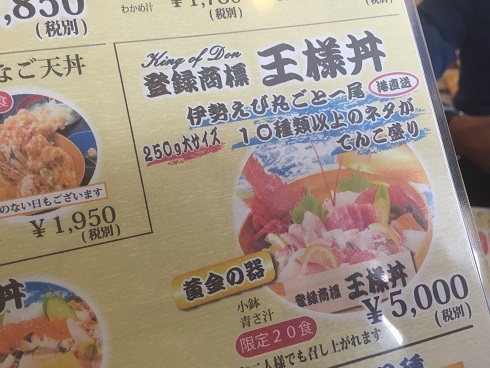 ,850
(税別)
わかめ汁
(税別)
なご天丼
のない日もございます
￥1,950
(税別)
King of Don
登録商標 王様丼
伊勢えび丸ごと一尾
港直送
250g大サイズ
10種類以上のネタが
てんこ盛り
黄金の器
小鉢
青さ汁
登録商標 王様丼
￥5,000
(税別)
限定20食
二人様でも召し上がれます
丼